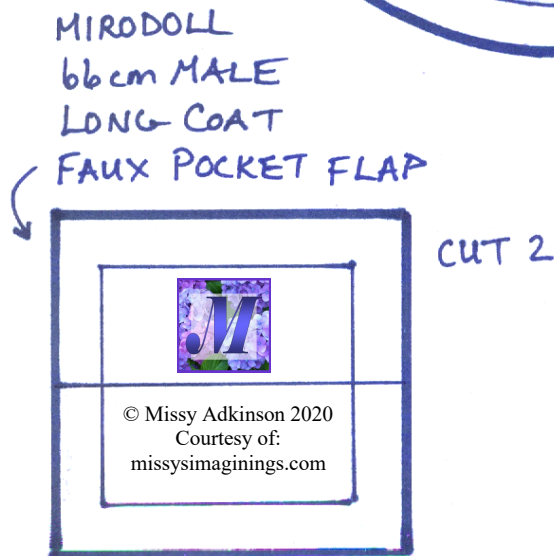 MIRODOLL
66cm MALE
LONG COAT
FAUX POCKET FLAP
CUT 2
M
© Missy Adkinson 2020
Courtesy of:
missysimaginings.com